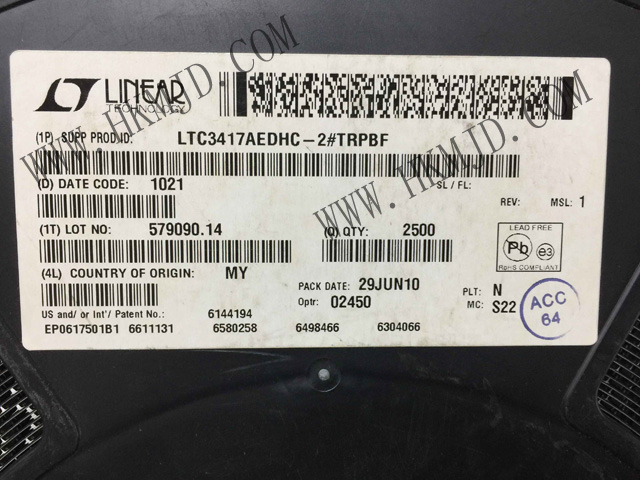 LINEAR
TECHNOLOGY
(1P) SUPP PROD.ID: LTC3417AEDHC-2#TRPBF
(D) DATE CODE: 1021
SL / FL:
REV: MSL: 1
(1T) LOT NO: 579090.14 (Q) QTY: 2500
LEAD FREE
Pb e3
RoHS COMPLIANT
(4L) COUNTRY OF ORIGIN: MY
PACK DATE: 29JUN10 PLT: N
Optr: 02450 MC: S22
ACC
64
US and/ or Int' Patent No.: 6144194
EP0617501B1 6611131 6580258 6498466 6304066
WWW.HKMJD.COM
WWW.HKMJD.COM